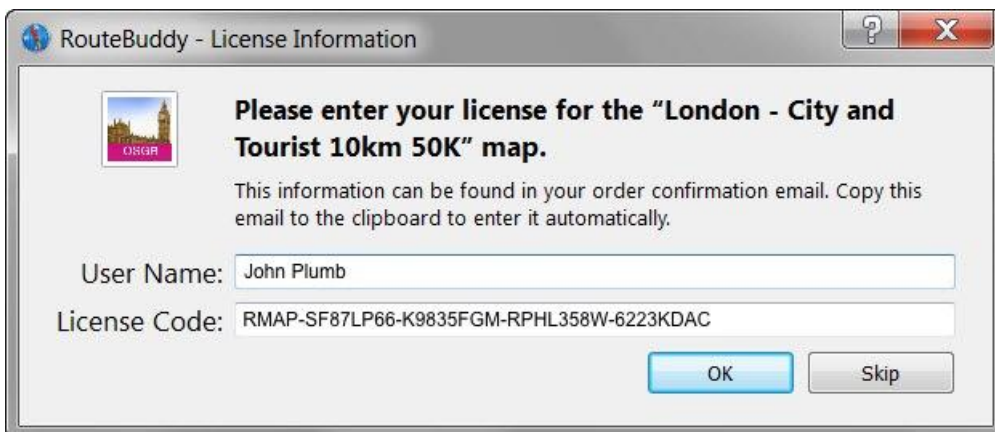 RouteBuddy - License Information
OSGR
Please enter your license for the “London - City and
Tourist 10km 50K” map.
This information can be found in your order confirmation email. Copy this
email to the clipboard to enter it automatically.
User Name: John Plumb
License Code: RMAP-SF87LP66-K9835FGM-RPHL358W-6223KDAC
OK Skip